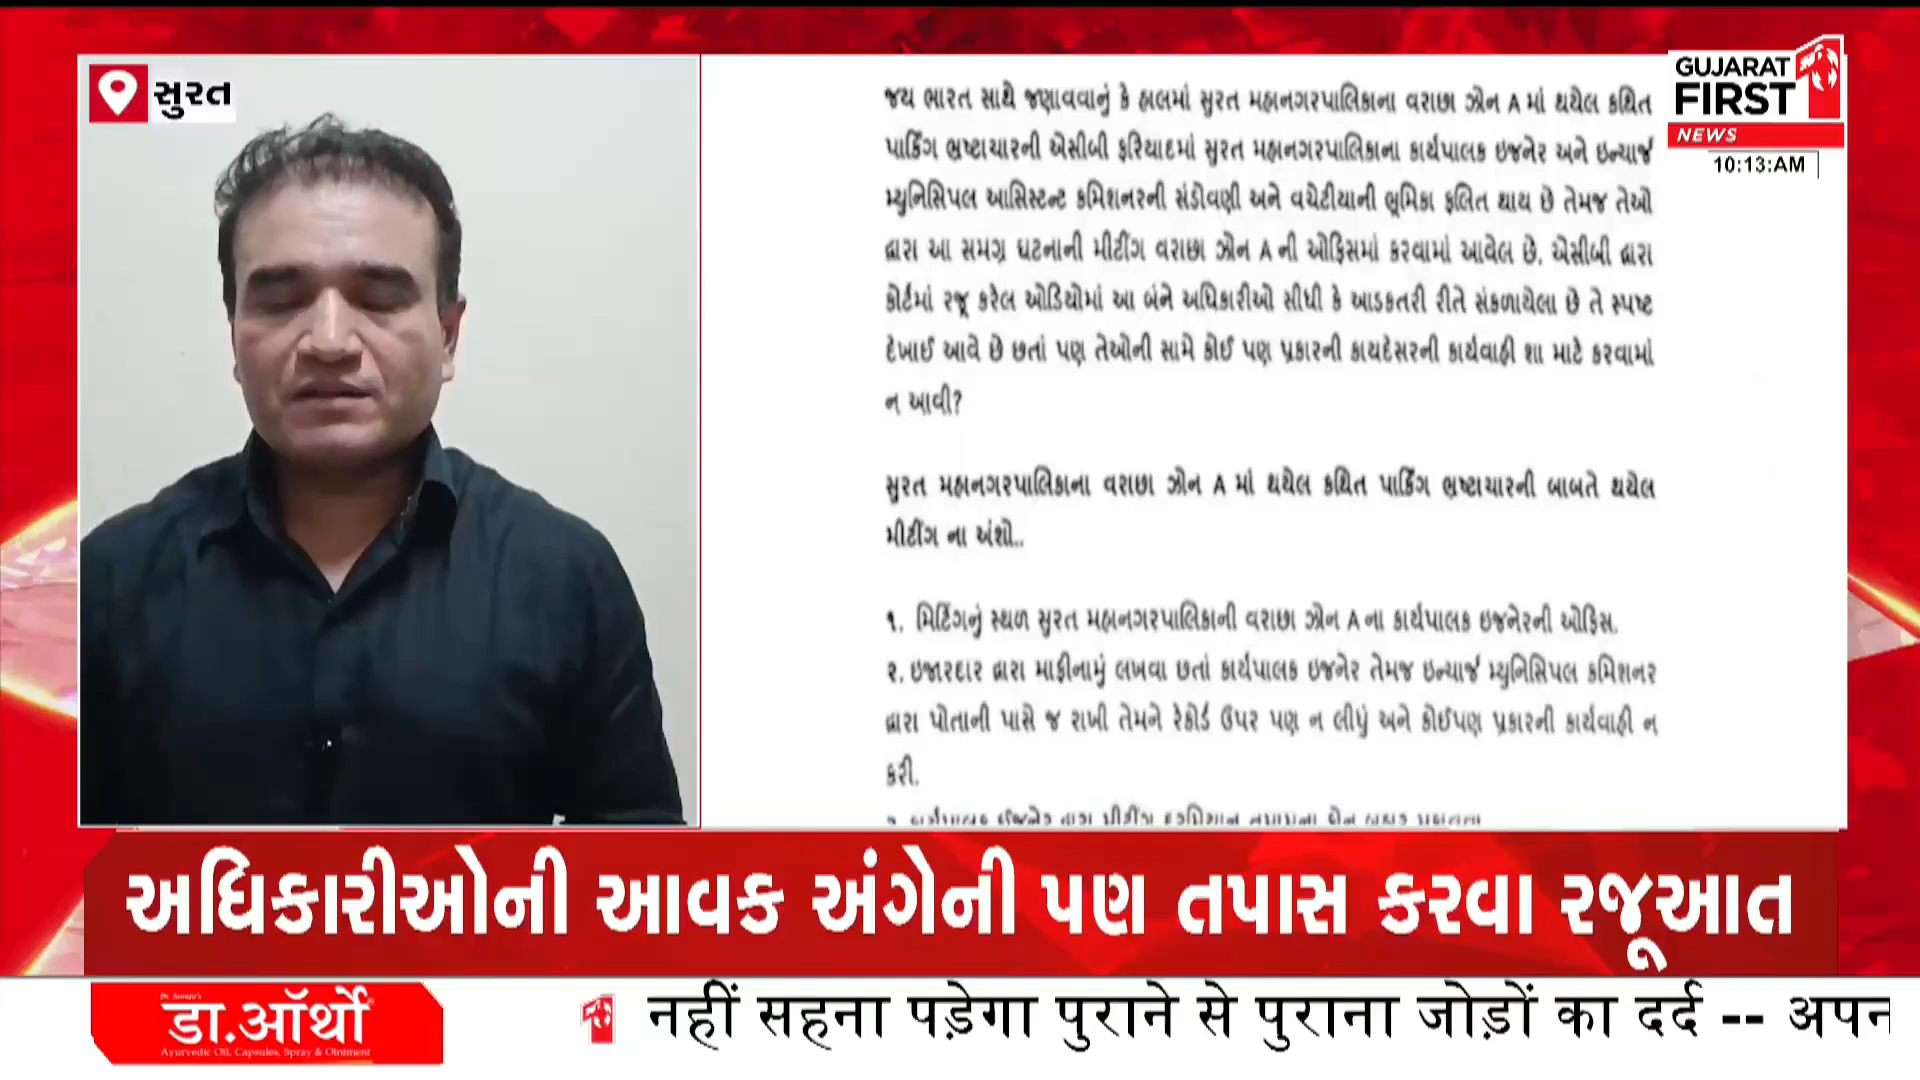 સુરત
GUJARAT
FIRST
NEWS
10:13:AM
જય ભારત સાથે જણાવવાનું કે હાલમાં સુરત મહાનગરપાલિકાના વરાછા ઝોન A માં થયેલ કથિત
પાર્કિંગ ભ્રષ્ટાચારની એસીબી ફરિયાદમાં સુરત મહાનગરપાલિકાના કાર્યપાલક ઇજનેર અને ઇન્ચાર્જ
મ્યુનિસિપલ આસિસ્ટન્ટ કમિશનરની સંડોવણી અને વચેટીયાની ભૂમિકા ફલિત થાય છે તેમજ તેઓ
દ્વારા આ સમગ્ર ઘટનાની મીટીંગ વરાછા ઝોન A ની ઓફિસમાં કરવામાં આવેલ છે. એસીબી દ્વારા
કોર્ટમાં રજૂ કરેલ ઓડિયોમાં આ બંને અધિકારીઓ સીધી કે આડકતરી રીતે સંકળાયેલા છે તે સ્પષ્ટ
દેખાઈ આવે છે છતાં પણ તેઓની સામે કોઈ પણ પ્રકારની કાયદેસરની કાર્યવાહી શા માટે કરવામાં
ન આવી?
સુરત મહાનગરપાલિકાના વરાછા ઝોન A માં થયેલ કથિત પાર્કિંગ ભ્રષ્ટાચારની બાબતે થયેલ
મીટીંગ ના અંશો..
૧. મિટિંગનું સ્થળ સુરત મહાનગરપાલિકાની વરાછા ઝોન A ના કાર્યપાલક ઇજનેરની ઓફિસ.
૨. ઇજારદાર દ્વારા માફીનામું લખવા છતાં કાર્યપાલક ઇજનેર તેમજ ઇન્ચાર્જ મ્યુનિસિપલ કમિશનર
દ્વારા પોતાની પાસે જ રાખી તેમને રેકોર્ડ ઉપર પણ ન લીધું અને કોઈપણ પ્રકારની કાર્યવાહી ન
કરી.
અધિકારીઓની આવક અંગેની પણ તપાસ કરવા રજૂઆત
डा.ऑर्थो
Ayurvedic Oil, Capsules, Spray & Ointment
नहीं सहना पड़ेगा पुराने से पुराना जोड़ों का दर्द -- अपन